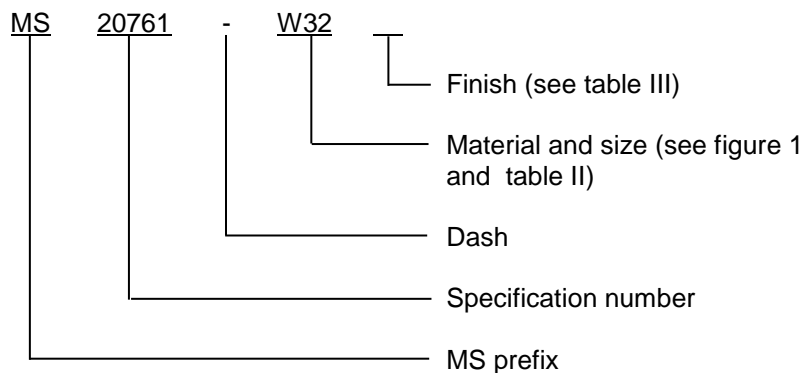 MS 20761 - W32
Finish (see table III)
Material and size (see figure 1
and table II)
Dash
Specification number
MS prefix